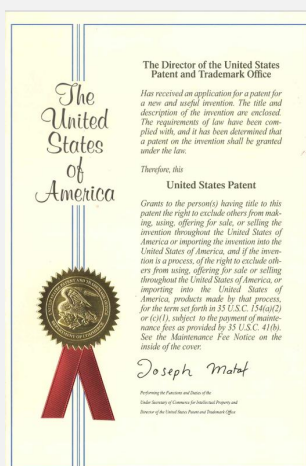 The
United
States
of
America
The Director of the United States
Patent and Trademark Office
Has received an application for a patent for
a new and useful invention. The title and
description of the invention are enclosed.
The requirements of law have been com-
plied with, and it has been determined that
a patent on the invention shall be granted
under the law.
Therefore, this
United States Patent
Grants to the person(s) having title to this
patent the right to exclude others from mak-
ing, using, offering for sale, or selling the
invention throughout the United States of
America or importing the invention into the
United States of America, and if the inven-
tion is a process, of the right to exclude oth-
ers from using, offering for sale or selling
throughout the United States of America, or
importing into the United States of
America, products made by that process,
for the term set forth in 35 U.S.C. 154(a)(2)
or (c)(1), subject to the payment of mainte-
nance fees as provided by 35 U.S.C. 41(b).
See the Maintenance Fee Notice on the
inside of the cover.
Joseph Matal
Performing the Functions and Duties of the
Under Secretary of Commerce for Intellectual Property and
Director of the United States Patent and Trademark Office